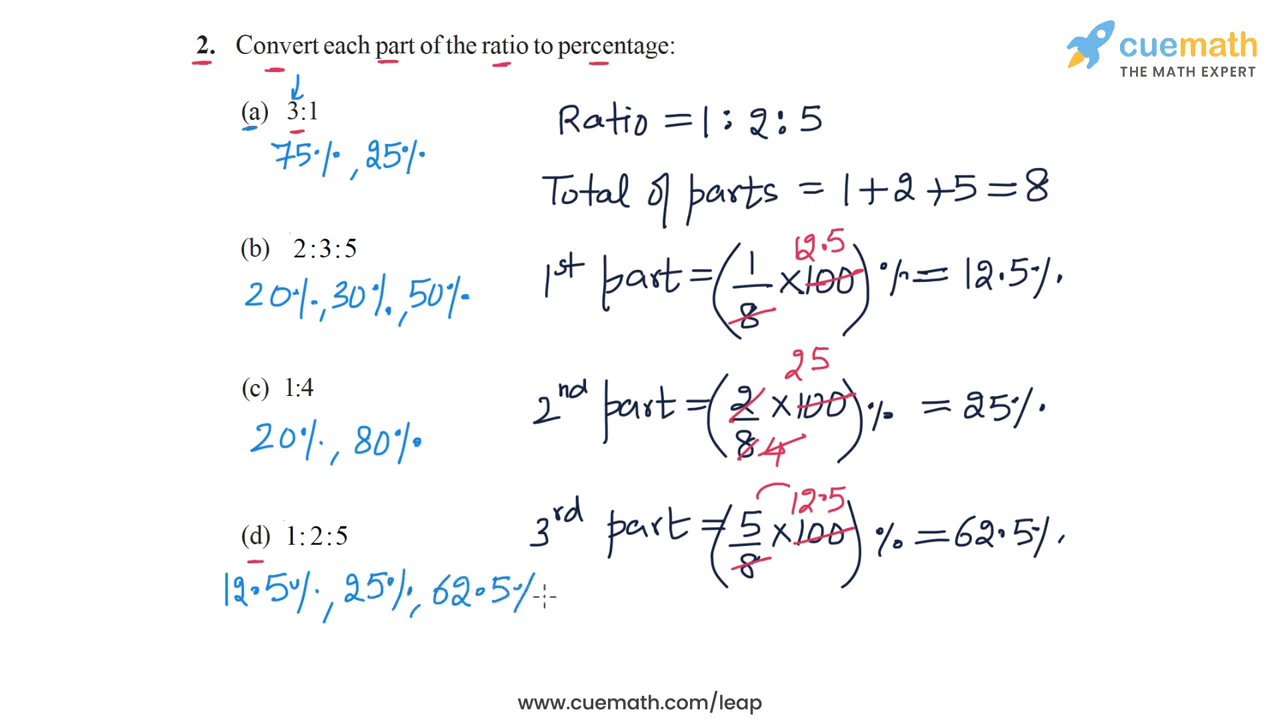 2. Convert each part of the ratio to percentage:
cuemath
THE MATH EXPERT
(a) 3:1
75%, 25%
(b) 2:3:5
20%, 30%, 50%
(c) 1:4
20%, 80%
(d) 1:2:5
12.5%, 25%, 62.5%
Ratio = 1 : 2 : 5
Total of parts = 1 + 2 + 5 = 8
12.5
1st part = (1/8 × 100) % = 12.5%.
25
2nd part = (2/8 × 100) % = 25%.
4
12.5
3rd part = (5/8 × 100) % = 62.5%.
www.cuemath.com/leap